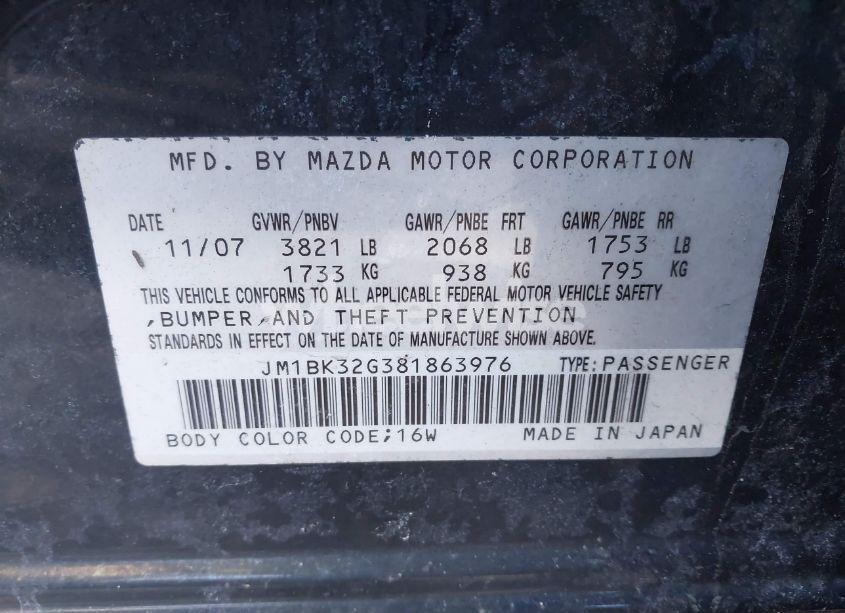 MFD. BY MAZDA MOTOR CORPORATION
DATE GVWR/PNBV GAWR/PNBE FRT GAWR/PNBE RR
11/07 3821 LB 2068 LB 1753 LB
1733 KG 938 KG 795 KG
THIS VEHICLE CONFORMS TO ALL APPLICABLE FEDERAL MOTOR VEHICLE SAFETY
,BUMPER,AND THEFT PREVENTION
STANDARDS IN EFFECT ON THE DATE OF MANUFACTURE SHOWN ABOVE.
JM1BK32G381863976 TYPE:PASSENGER
BODY COLOR CODE;16W MADE IN JAPAN